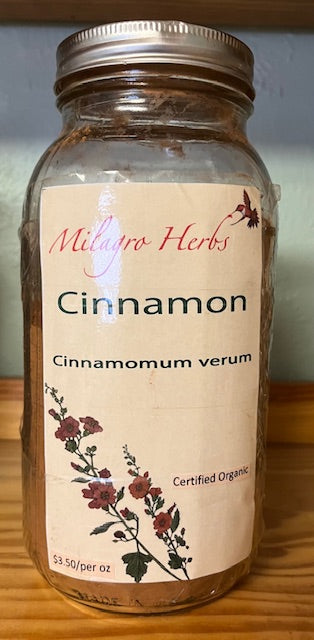 Milagro Herbs
Cinnamon
Cinnamomum verum
Certified Organic
$3.50/per oz